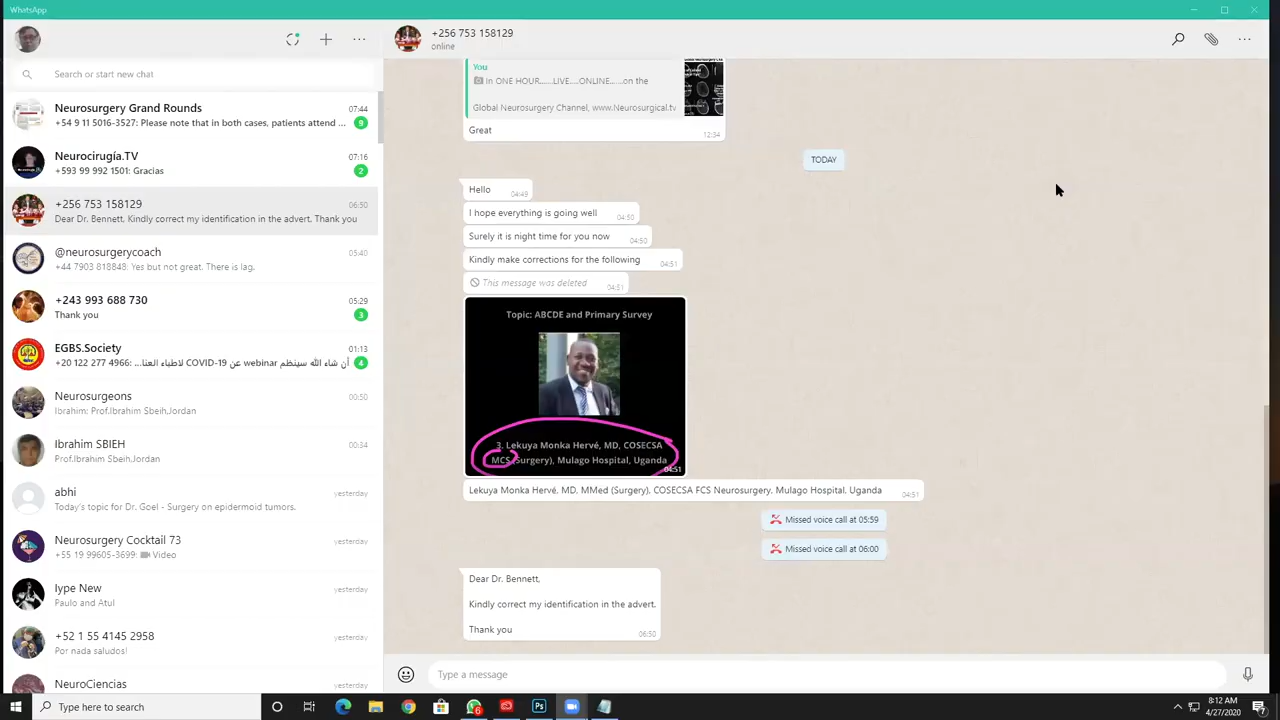 WhatsApp
Search or start new chat
Neurosurgery Grand Rounds
07:44
+54 9 11 5016-3527: Please note that in both cases, patients attend ...
9
Neurocirugía.TV
07:16
+593 99 992 1501: Gracias
2
+256 753 158129
06:50
Dear Dr. Bennett, Kindly correct my identification in the advert. Thank you
@neurosurgerycoach
05:40
+44 7903 818848: Yes but not great. There is lag.
+243 993 688 730
05:29
Thank you
3
EGBS.Society
01:13
+20 122 277 4966: أن شاء الله سينظم webinar عن COVID-19 لاطباء العنا...
4
Neurosurgeons
00:50
Ibrahim: Prof.Ibrahim Sbeih,Jordan
Ibrahim SBIEH
00:34
Prof.Ibrahim Sbeih,Jordan
abhi
yesterday
Today's topic for Dr. Goel - Surgery on epidermoid tumors.
Neurosurgery Cocktail 73
yesterday
+55 19 99605-3699: Video
Iype New
yesterday
Paulo and Atul
+52 1 55 4145 2958
yesterday
Por nada saludos!
NeuroCiencias
yesterday
+256 753 158129
online
You
in ONE HOUR......LIVE....ONLINE.....on the
Global Neurosurgery Channel, www.Neurosurgical.tv
Great
12:34
TODAY
Hello
04:49
I hope everything is going well
04:50
Surely it is night time for you now
04:50
Kindly make corrections for the following
04:51
This message was deleted
04:51
Topic: ABCDE and Primary Survey
3. Lekuya Monka Hervé, MD, COSECSA
MCS (Surgery), Mulago Hospital, Uganda
04:51
Lekuya Monka Hervé, MD, MMed (Surgery), COSECSA FCS Neurosurgery, Mulago Hospital, Uganda
04:51
Missed voice call at 05:59
Missed voice call at 06:00
Dear Dr. Bennett,
Kindly correct my identification in the advert.
Thank you
06:50
Type a message
Type here to search
6
Ps
8:12 AM
4/27/2020
7